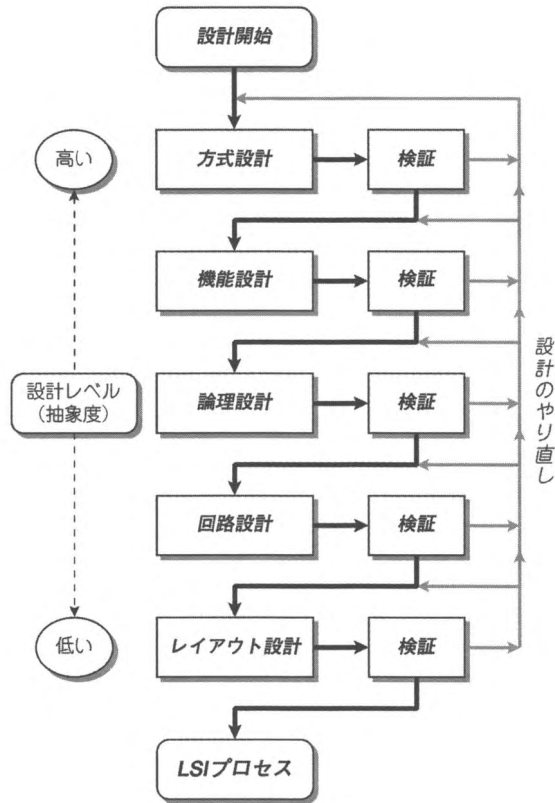 設計開始
高い
方式設計
検証
機能設計
検証
設計レベル
（抽象度）
論理設計
検証
設計のやり直し
回路設計
検証
低い
レイアウト設計
検証
LSIプロセス